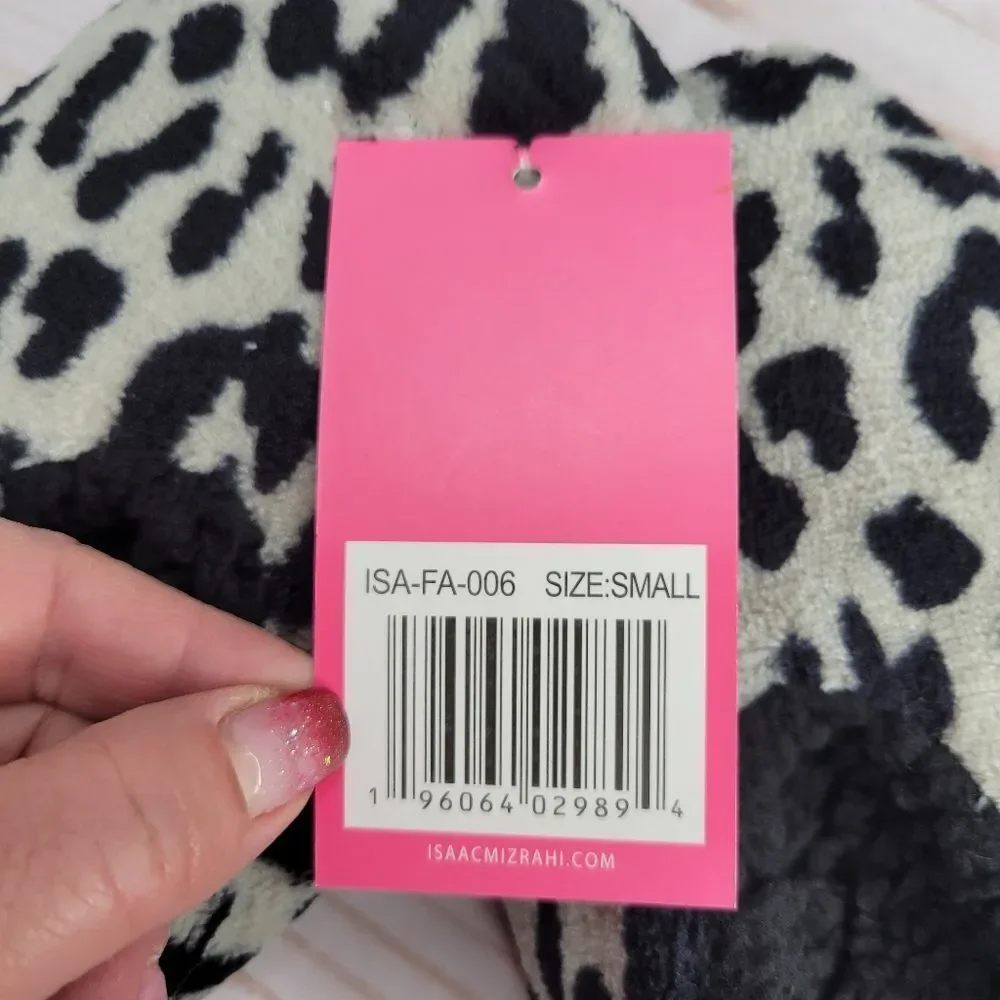 ISA-FA-006 SIZE:SMALL
1 96064 02989 4
ISAACMIZRAHI.COM